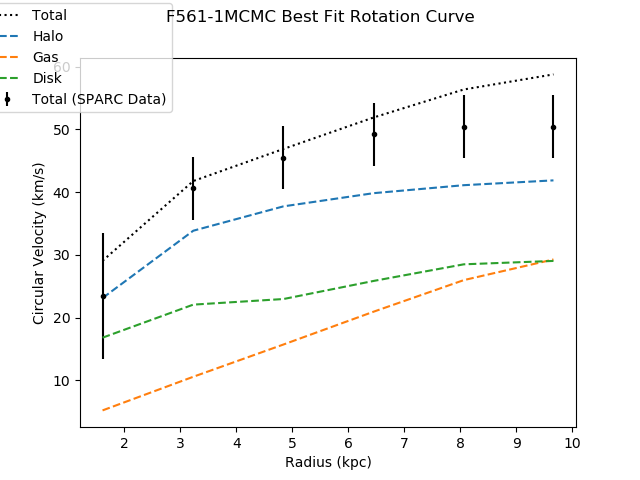 F561-1MCMC Best Fit Rotation Curve
Total
Halo
Gas
Disk
Total (SPARC Data)
60
50
40
30
20
10
Circular Velocity (km/s)
2 3 4 5 6 7 8 9 10
Radius (kpc)